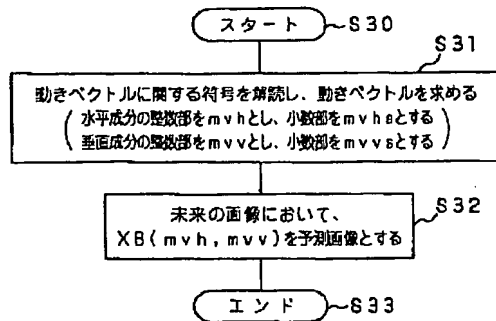 スタート
S30
S31
動きベクトルに関する符号を解読し、動きベクトルを求める
(水平成分の整数部をmvhとし、小数部をmvhsとする
垂直成分の整数部をmvvとし、小数部をmvvsとする)
未来の画像において、
XB(mvh,mvv)を予測画像とする
S32
エンド
S33